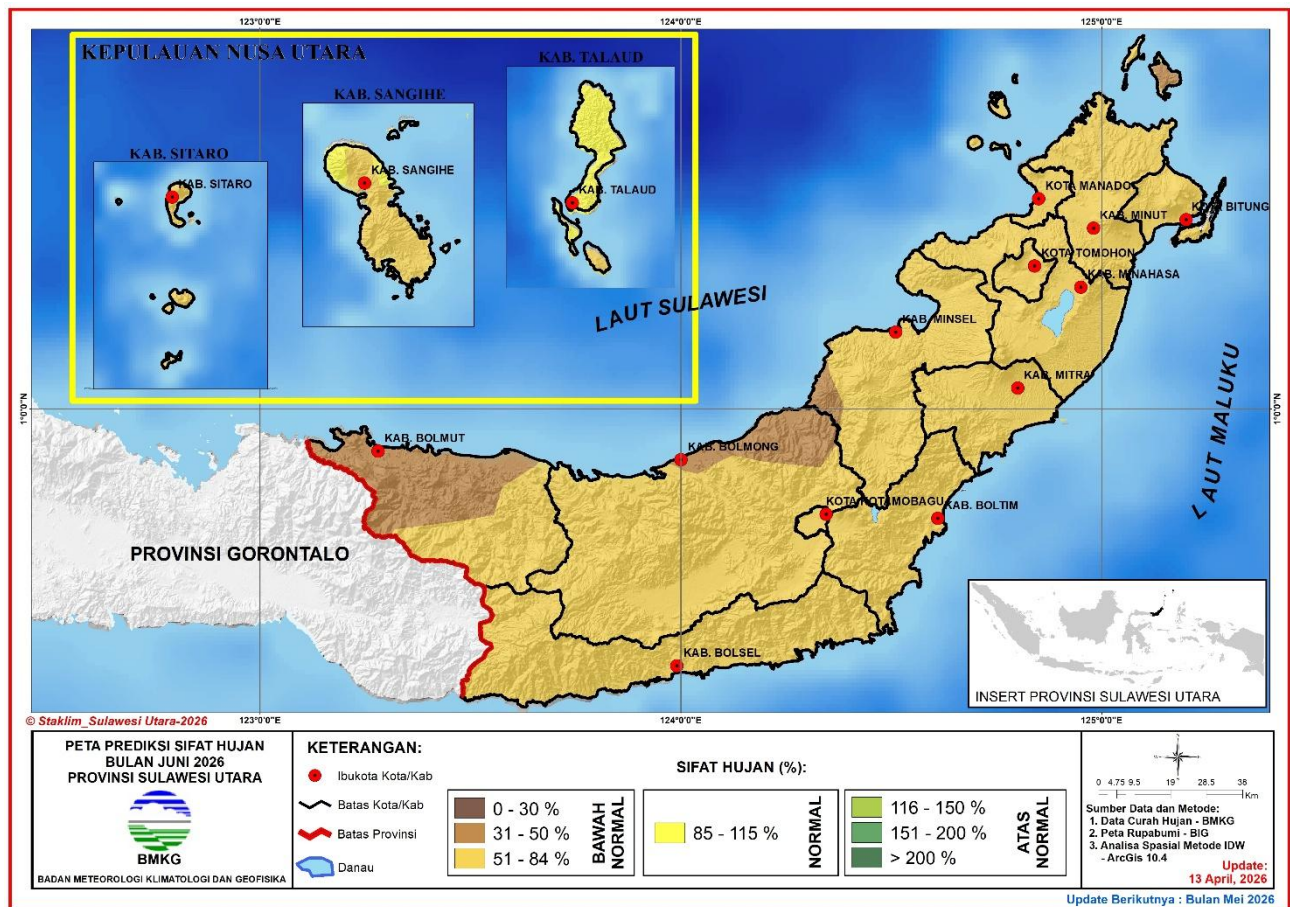 123°0'0"E
124°0'0"E
125°0'0"E
KEPULAUAN NUSA UTARA
KAB. SITARO
KAB. SITARO
KAB. SANGIHE
KAB. SANGIHE
KAB. TALAUD
KAB. TALAUD
KOTA MANADO
KAB. MINUT
KOTA BITUNG
KOTA TOMOHON
KAB. MINAHASA
LAUT SULAWESI
KAB. MINSEL
KAB. MITRA
LAUT MALUKU
1°0'0"N
1°0'0"N
KAB. BOLMUT
KAB. BOLMONG
KOTA KOTAMOBAGU
KAB. BOLTIM
PROVINSI GORONTALO
KAB. BOLSEL
INSERT PROVINSI SULAWESI UTARA
© Staklim_Sulawesi Utara-2026
123°0'0"E
124°0'0"E
125°0'0"E
PETA PREDIKSI SIFAT HUJAN
BULAN JUNI 2026
PROVINSI SULAWESI UTARA
BMKG
BADAN METEOROLOGI KLIMATOLOGI DAN GEOFISIKA
KETERANGAN:
Ibukota Kota/Kab
Batas Kota/Kab
Batas Provinsi
Danau
SIFAT HUJAN (%):
0 - 30 %
31 - 50 %
51 - 84 %
BAWAH
NORMAL
85 - 115 %
NORMAL
116 - 150 %
151 - 200 %
> 200 %
ATAS
NORMAL
0 4.75 9.5 19 28.5 38
Km
Sumber Data dan Metode:
1. Data Curah Hujan - BMKG
2. Peta Rupabumi - BIG
3. Analisa Spasial Metode IDW
- ArcGis 10.4
Update:
13 April, 2026
Update Berikutnya : Bulan Mei 2026